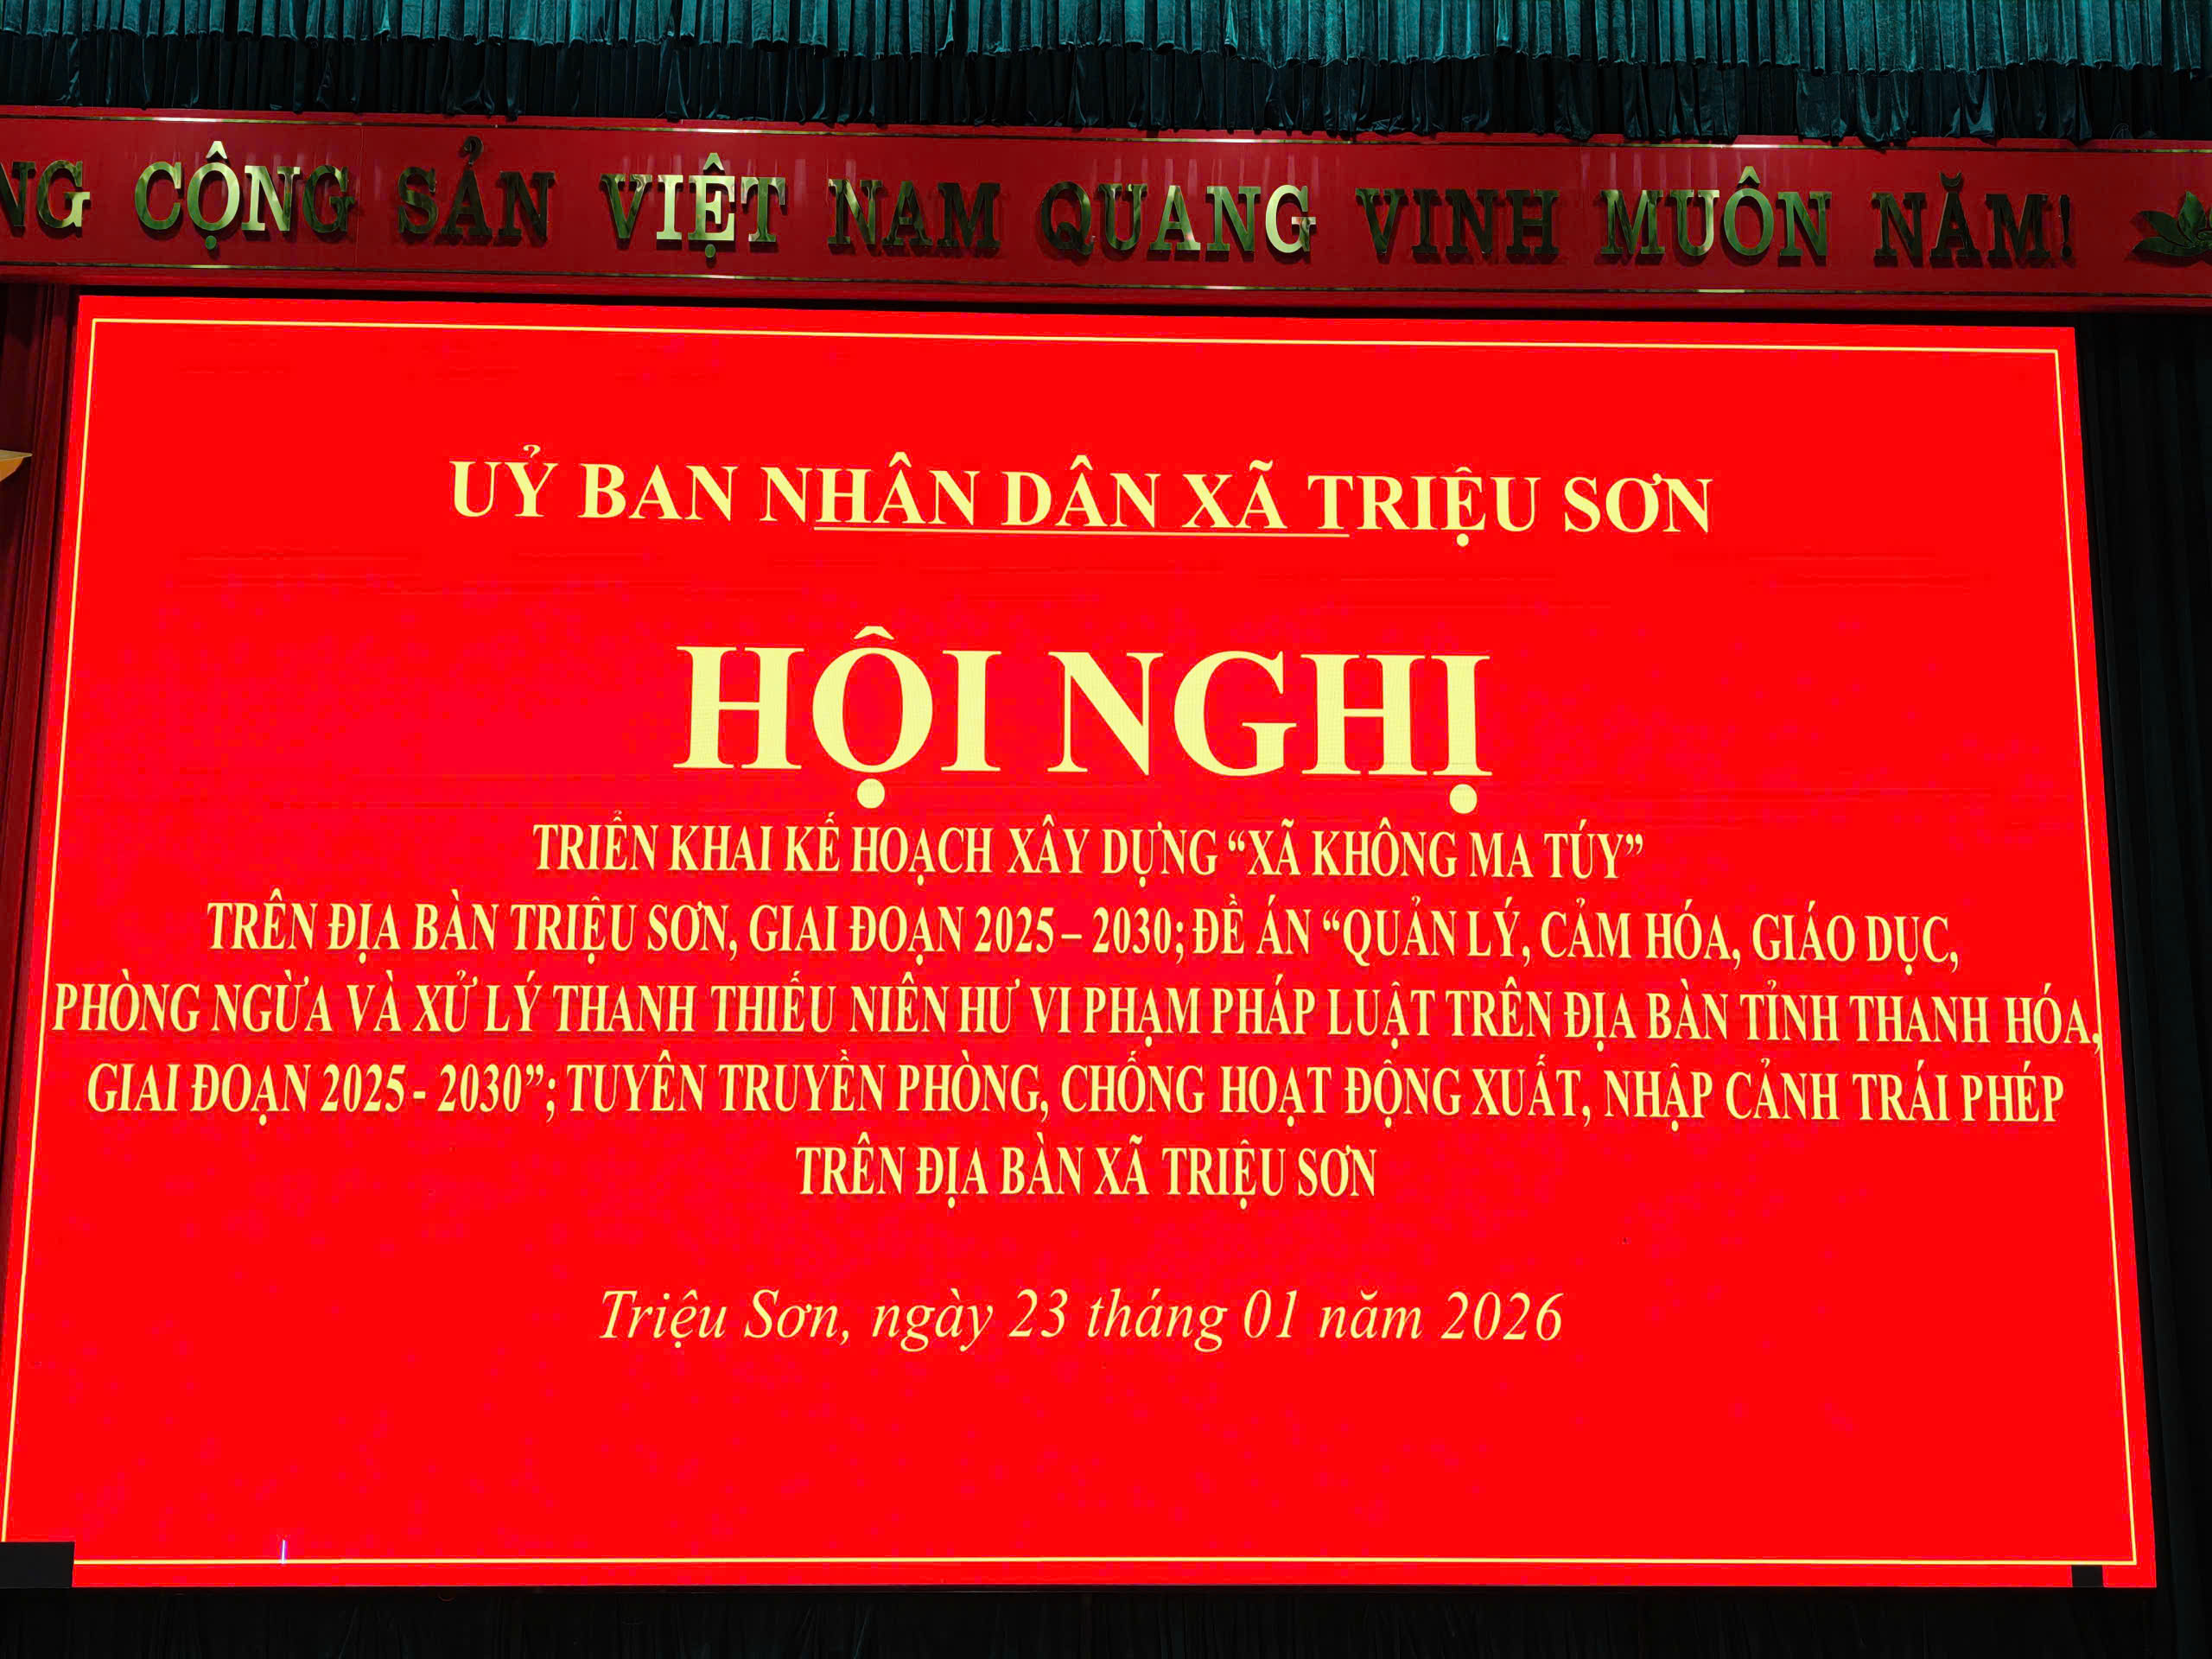 NG CỘNG SẢN VIỆT NAM QUANG VINH MUÔN NĂM!
UỶ BAN NHÂN DÂN XÃ TRIỆU SƠN
HỘI NGHỊ
TRIỂN KHAI KẾ HOẠCH XÂY DỰNG “XÃ KHÔNG MA TÚY”
TRÊN ĐỊA BÀN TRIỆU SƠN, GIAI ĐOẠN 2025 – 2030; ĐỀ ÁN “QUẢN LÝ, CẢM HÓA, GIÁO DỤC,
PHÒNG NGỪA VÀ XỬ LÝ THANH THIẾU NIÊN HƯ VI PHẠM PHÁP LUẬT TRÊN ĐỊA BÀN TỈNH THANH HÓA,
GIAI ĐOẠN 2025 - 2030”; TUYÊN TRUYỀN PHÒNG, CHỐNG HOẠT ĐỘNG XUẤT, NHẬP CẢNH TRÁI PHÉP
TRÊN ĐỊA BÀN XÃ TRIỆU SƠN
Triệu Sơn, ngày 23 tháng 01 năm 2026